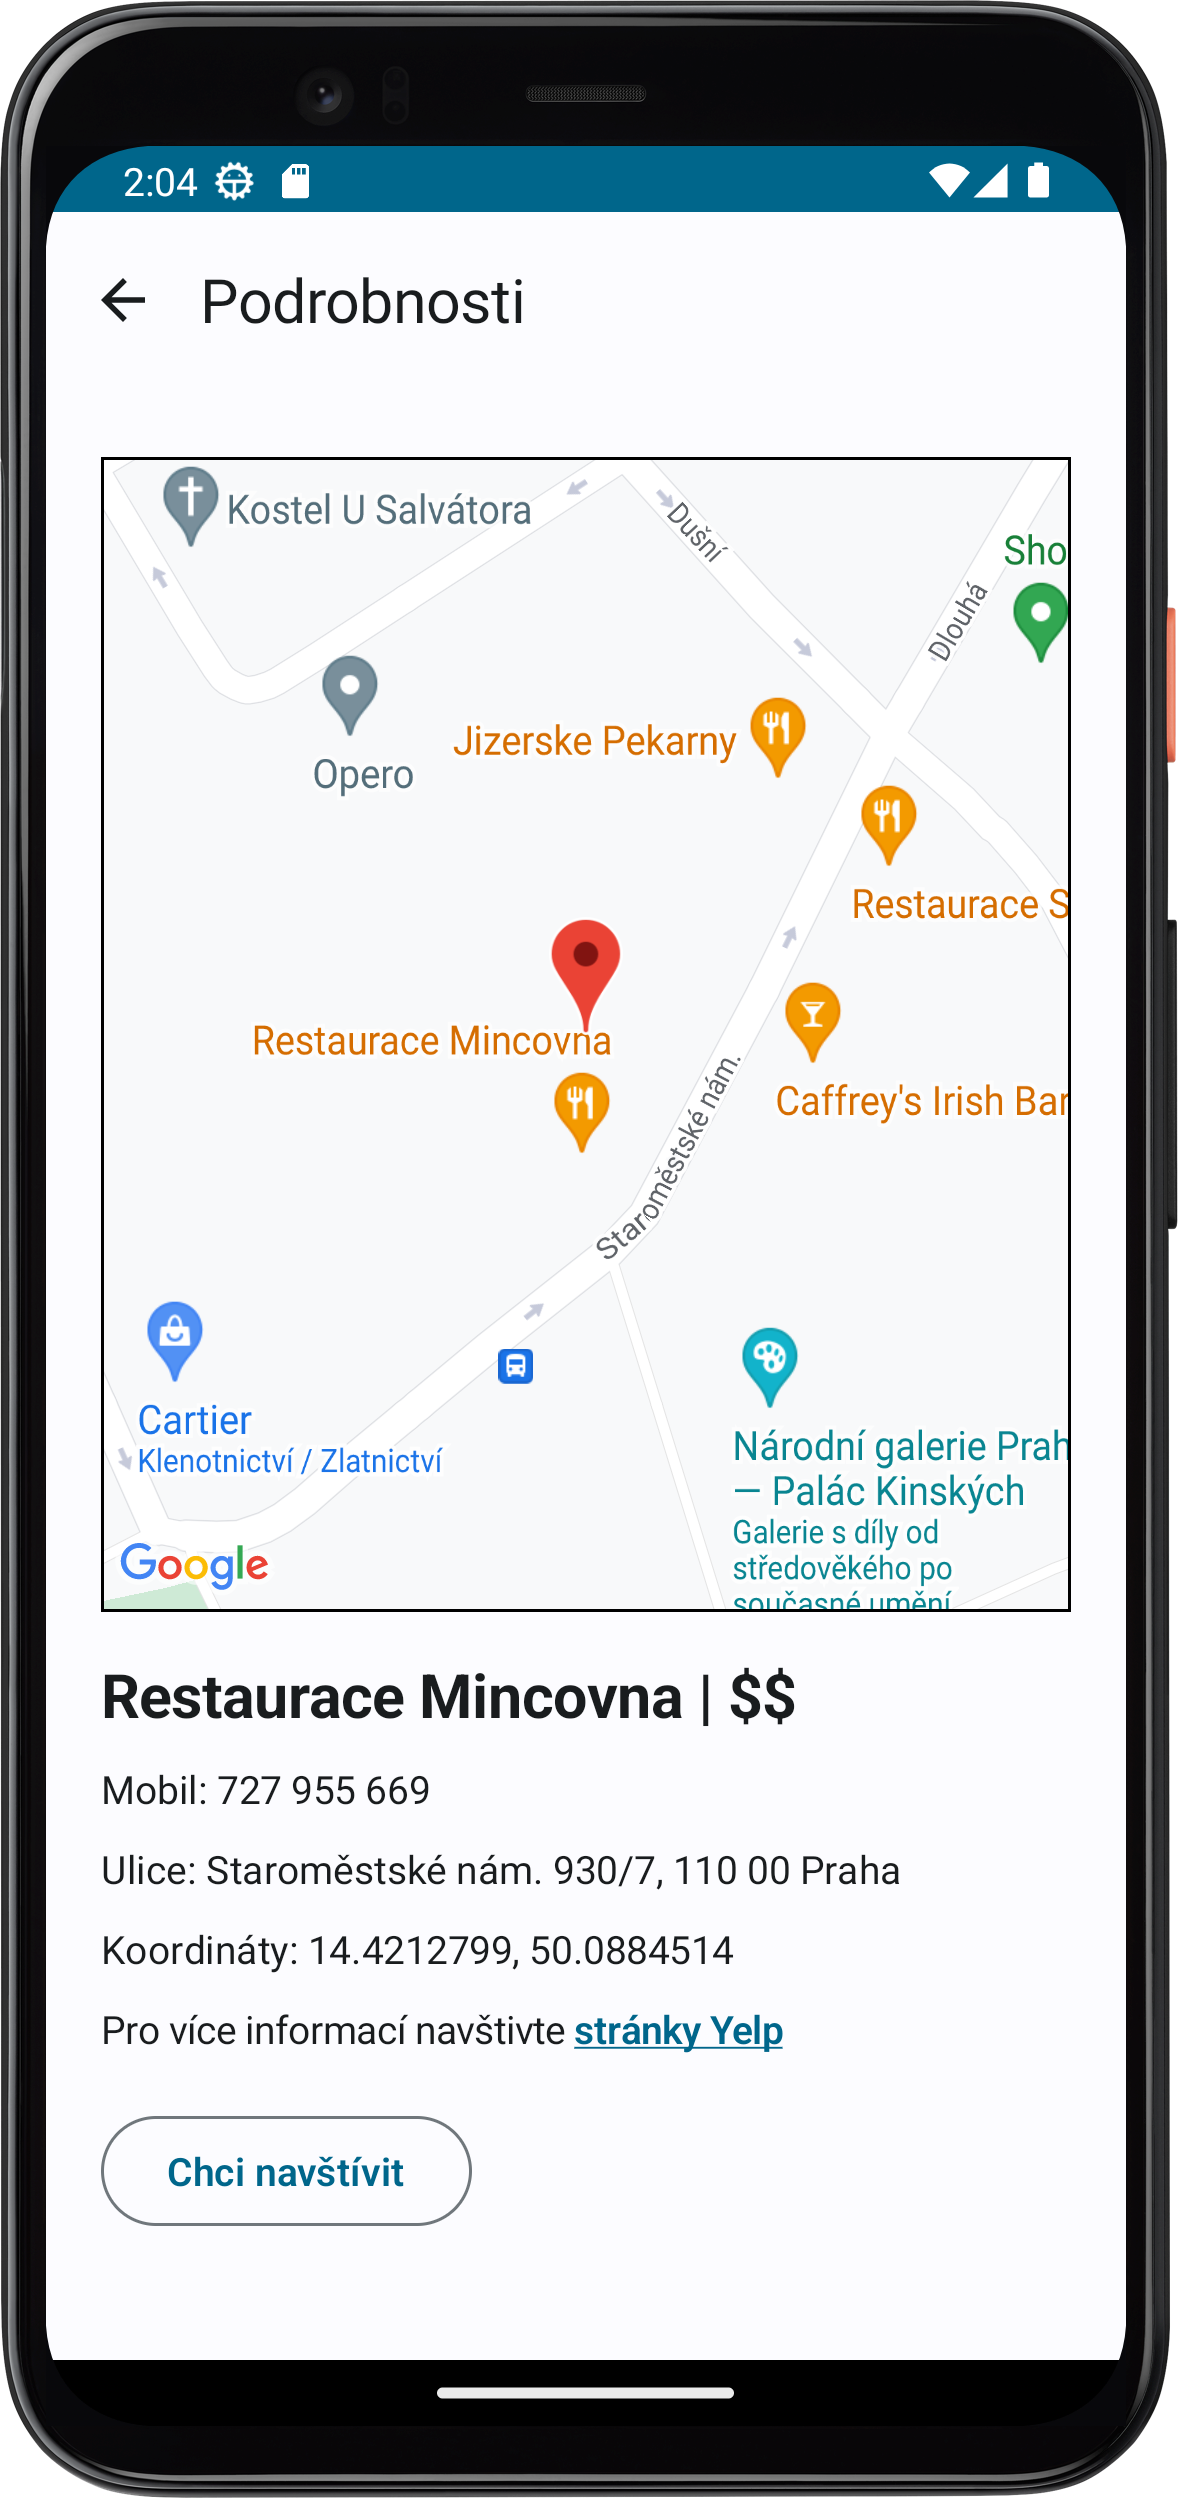 2:04
Podrobnosti
Kostel U Salvátora
Dušní
Sho
Dlouhá
Jizerske Pekarny
Opero
Restaurace S
Restaurace Mincovna
Caffrey's Irish Bar
Staroměstské nám.
Cartier
Klenotnictví / Zlatnictví
Národní galerie Prah
— Palác Kinských
Galerie s díly od
středověkého po
současné umění
Google
Restaurace Mincovna | $$
Mobil: 727 955 669
Ulice: Staroměstské nám. 930/7, 110 00 Praha
Koordináty: 14.4212799, 50.0884514
Pro více informací navštivte stránky Yelp
Chci navštívit